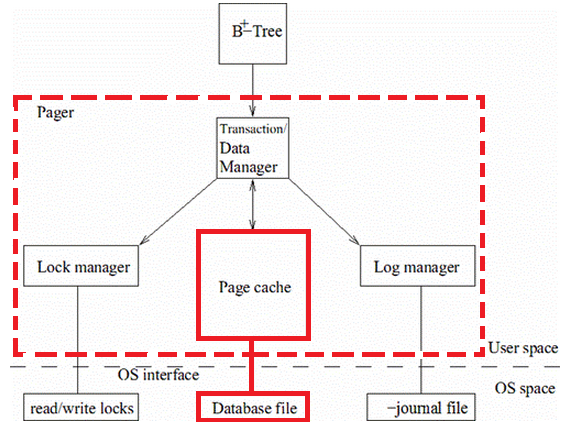 B+-Tree
Pager
Transaction/
Data
Manager
Lock manager
Page cache
Log manager
User space
OS interface
OS space
read/write locks
Database file
-journal file